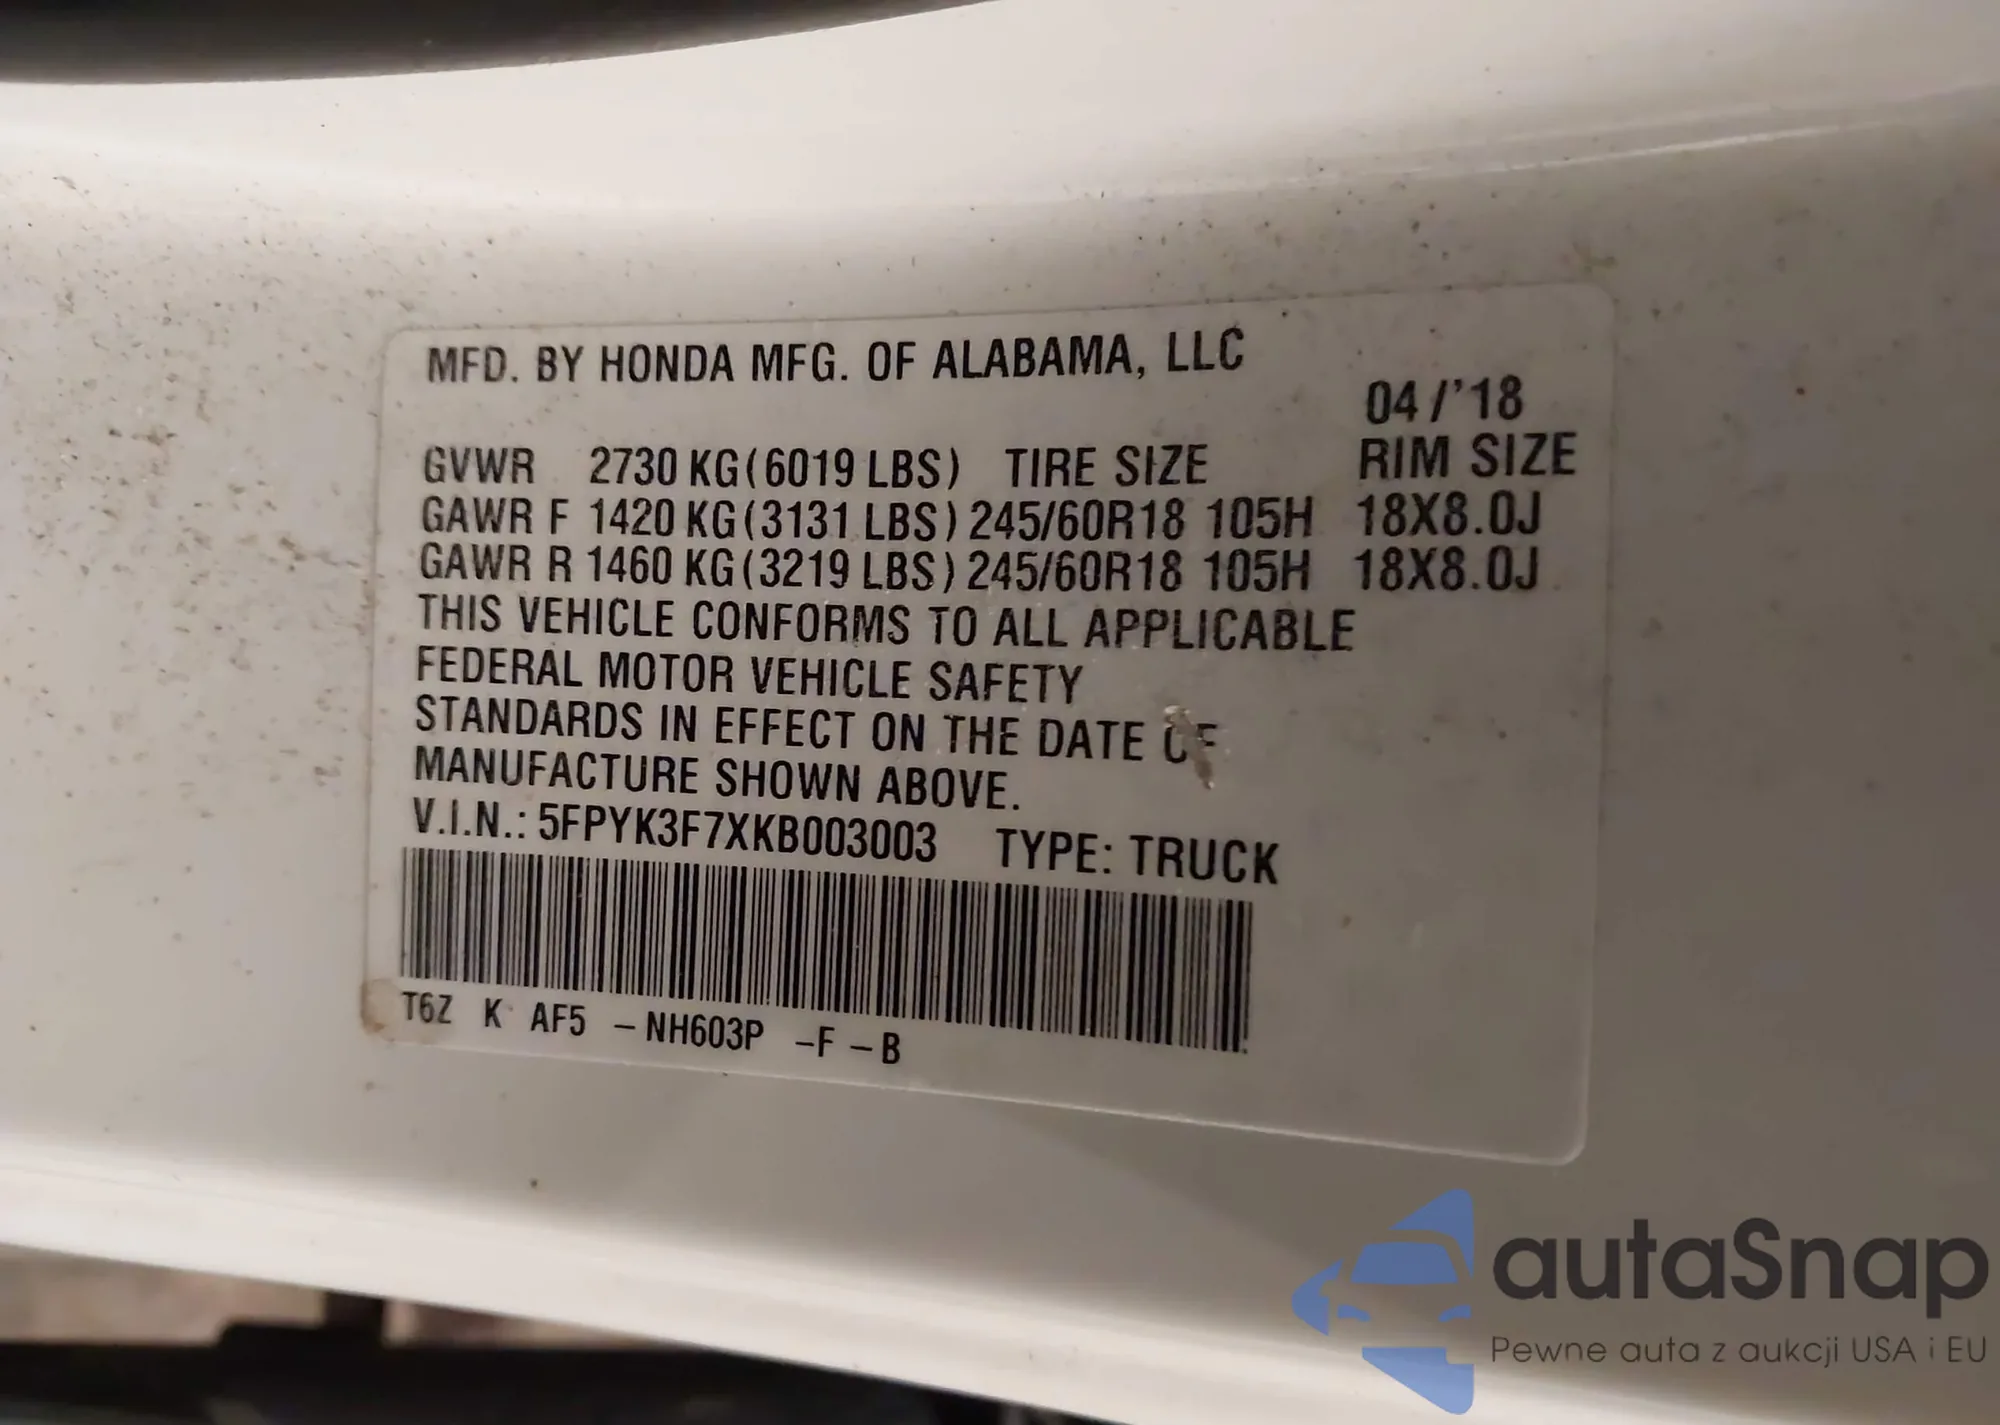 MFD. BY HONDA MFG. OF ALABAMA, LLC
04/'18
GVWR 2730 KG(6019 LBS) TIRE SIZE RIM SIZE
GAWR F 1420 KG(3131 LBS) 245/60R18 105H 18X8.0J
GAWR R 1460 KG(3219 LBS) 245/60R18 105H 18X8.0J
THIS VEHICLE CONFORMS TO ALL APPLICABLE
FEDERAL MOTOR VEHICLE SAFETY
STANDARDS IN EFFECT ON THE DATE OF
MANUFACTURE SHOWN ABOVE.
V.I.N.: 5FPYK3F7XKB003003 TYPE: TRUCK
T6Z K AF5 -NH603P -F-B
autaSnap
Pewne auta z aukcji USA i EU